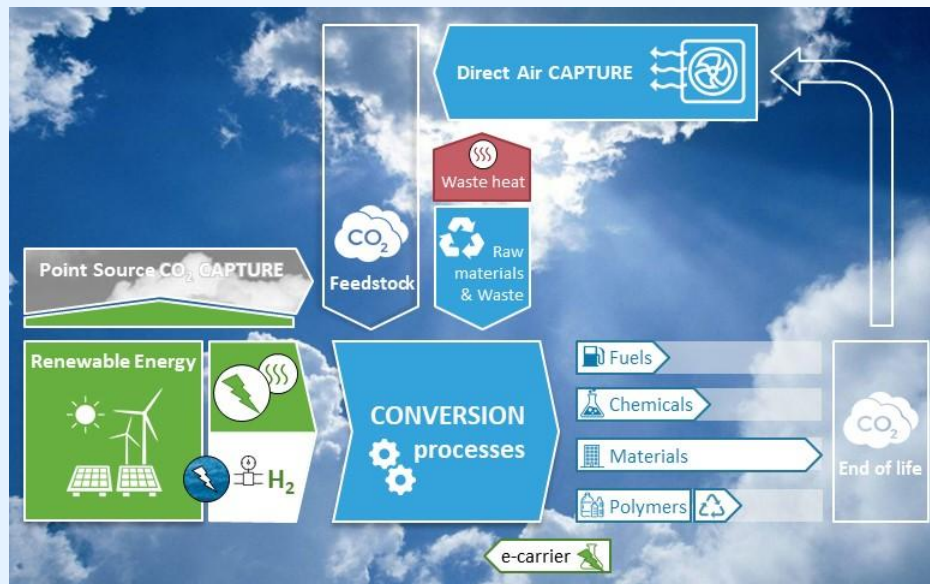 Direct Air CAPTURE
Waste heat
CO2
Feedstock
Raw
materials
& Waste
Point Source CO2 CAPTURE
Renewable Energy
H2
CONVERSION
processes
Fuels
Chemicals
Materials
Polymers
CO2
End of life
e-carrier